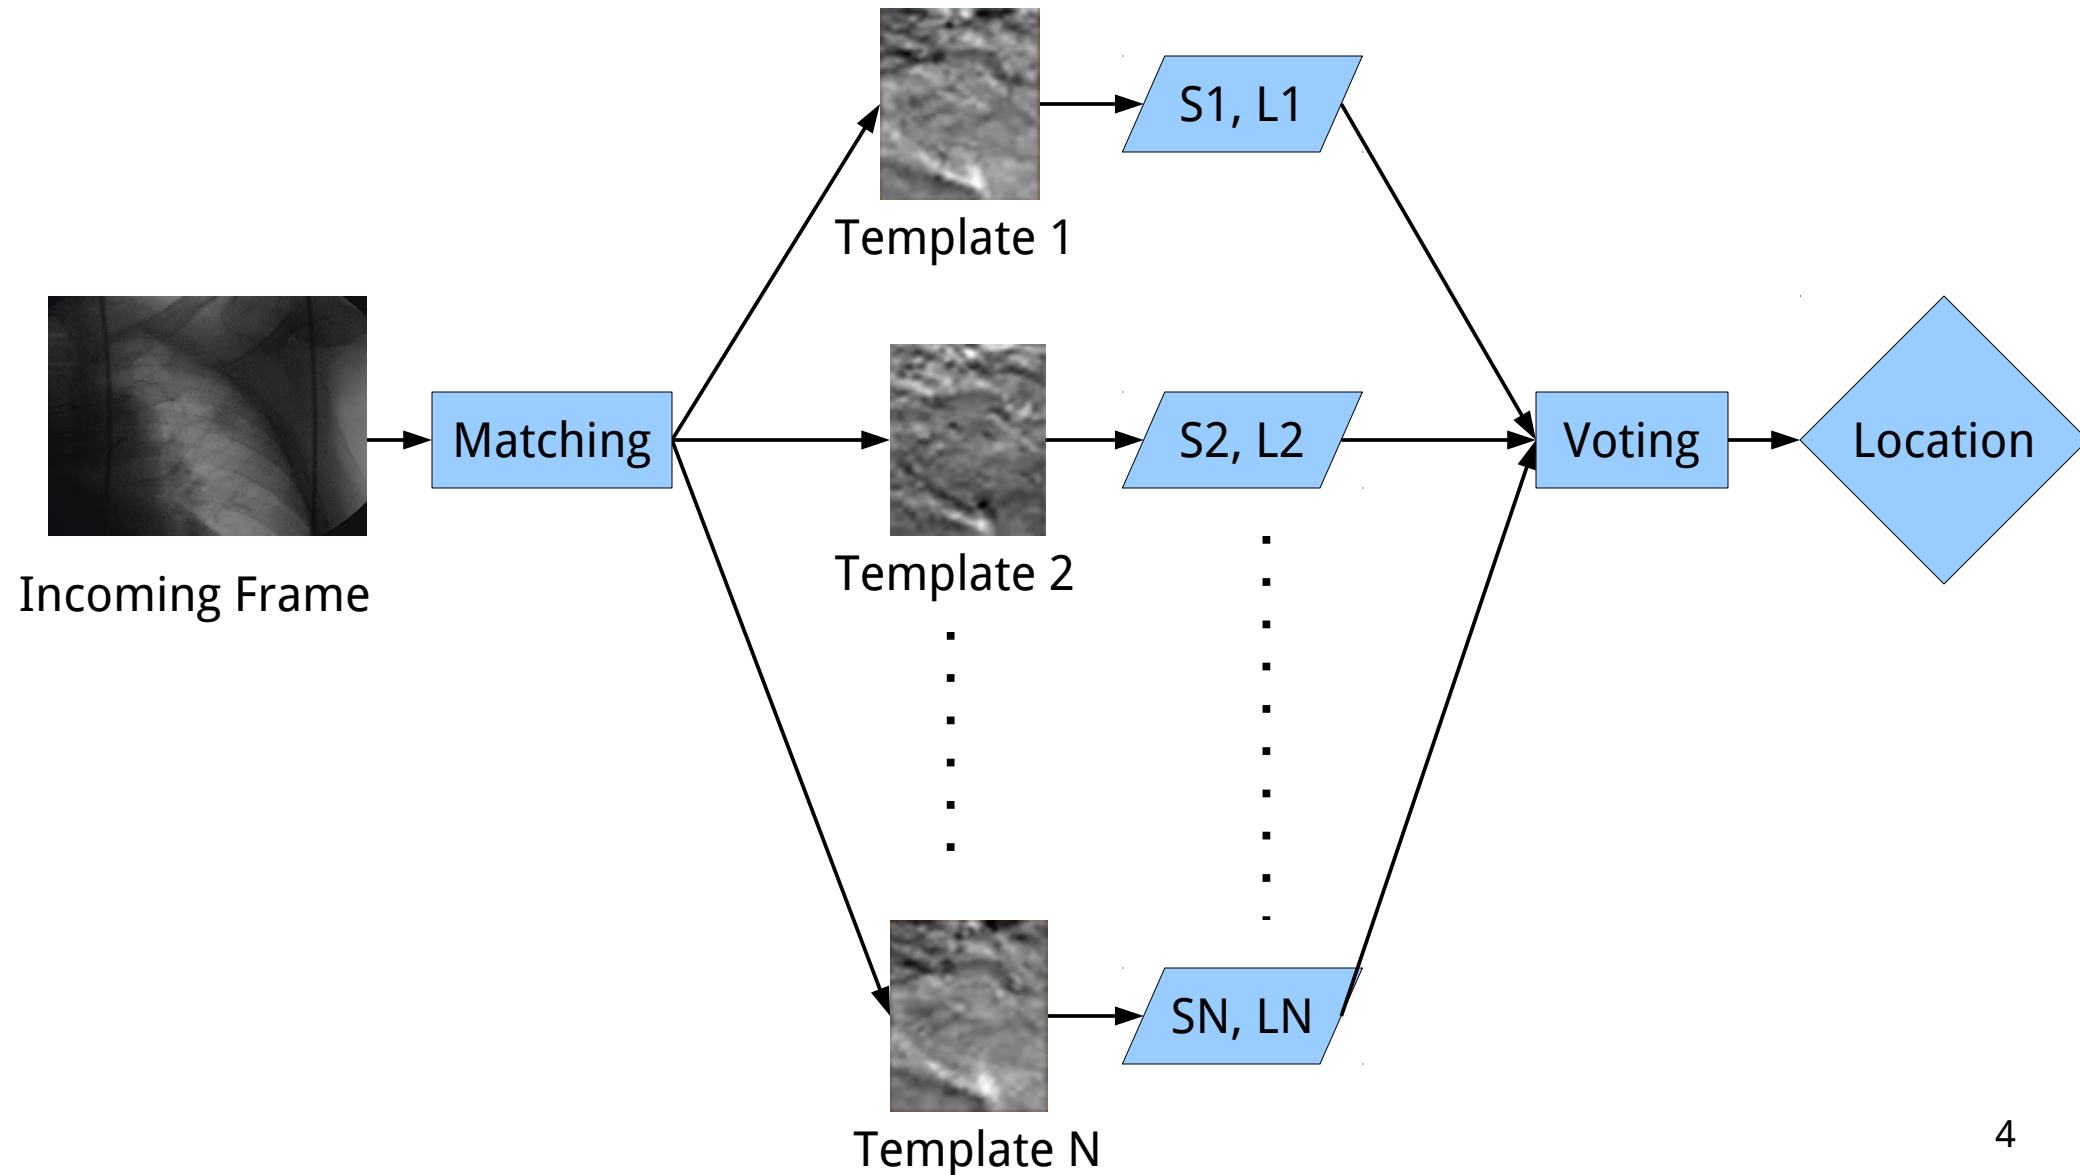 S1, L1
Template 1
Matching
S2, L2
Voting
Location
Incoming Frame
Template 2
SN, LN
Template N
4